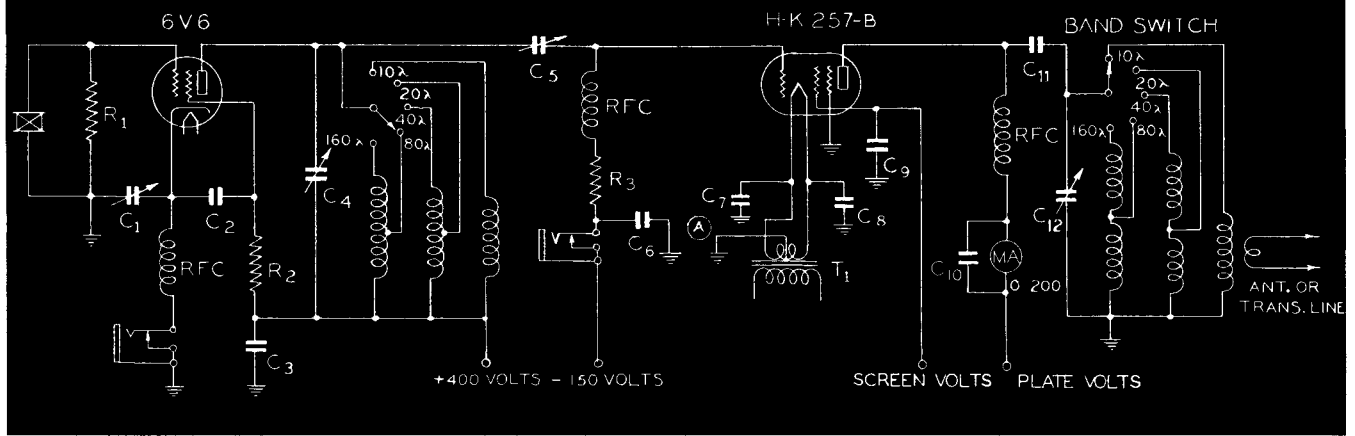 6V6
H-K 257-B
BAND SWITCH
R1
C1
C2
RFC
V
R2
C3
C4
10λ
20λ
40λ
80λ
160λ
C5
RFC
R3
V
C6
+400 VOLTS
-150 VOLTS
C7
C8
A
T1
C9
SCREEN VOLTS
C11
RFC
C10
MA
0 200
PLATE VOLTS
C12
10λ
20λ
40λ
80λ
160λ
ANT. OR
TRANS. LINE